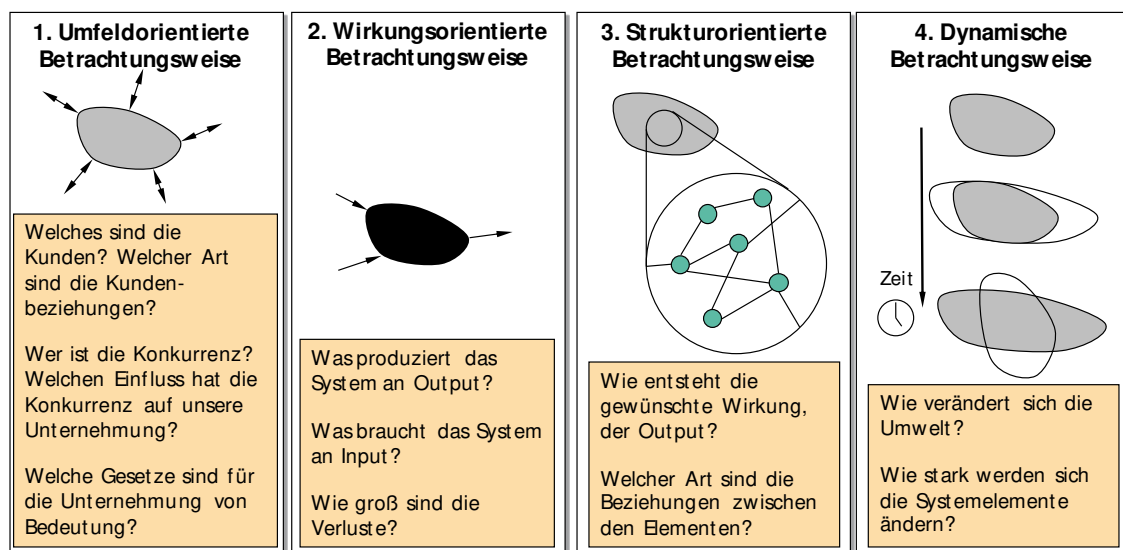 1. Umfeldorientierte
Betrachtungsweise
Welches sind die
Kunden? Welcher Art
sind die Kunden-
beziehungen?
Wer ist die Konkurrenz?
Welchen Einfluss hat die
Konkurrenz auf unsere
Unternehmung?
Welche Gesetze sind für
die Unternehmung von
Bedeutung?
2. Wirkungsorientierte
Betrachtungsweise
Was produziert das
System an Output?
Was braucht das System
an Input?
Wie groß sind die
Verluste?
3. Strukturorientierte
Betrachtungsweise
Wie entsteht die
gewünschte Wirkung,
der Output?
Welcher Art sind die
Beziehungen zwischen
den Elementen?
4. Dynamische
Betrachtungsweise
Zeit
Wie verändert sich die
Umwelt?
Wie stark werden sich
die Systemelemente
ändern?